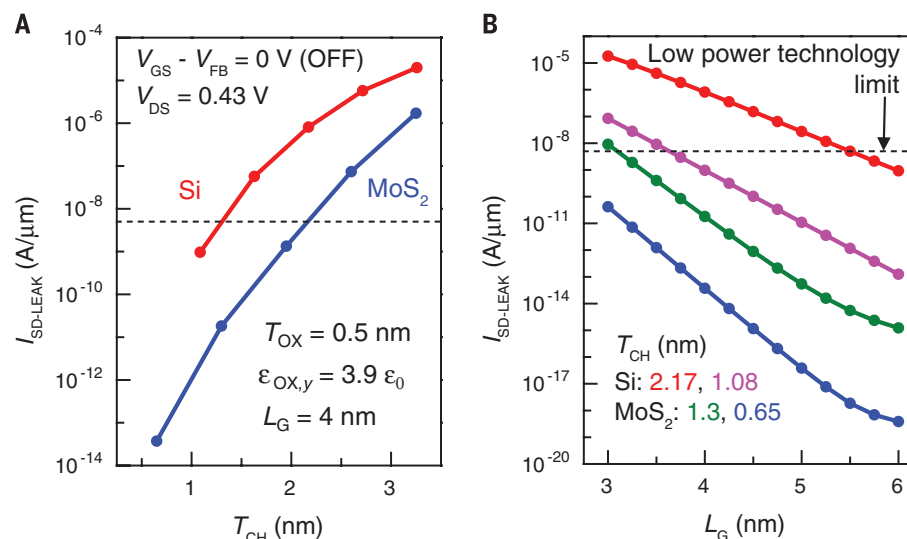 A
I_SD-LEAK (A/μm)
10⁻⁴
10⁻⁶
10⁻⁸
10⁻¹⁰
10⁻¹²
10⁻¹⁴
V_GS - V_FB = 0 V (OFF)
V_DS = 0.43 V
Si
MoS₂
T_OX = 0.5 nm
ε_OX,y = 3.9 ε₀
L_G = 4 nm
1 2 3
T_CH (nm)
B
I_SD-LEAK (A/μm)
10⁻⁵
10⁻⁸
10⁻¹¹
10⁻¹⁴
10⁻¹⁷
10⁻²⁰
Low power technology
limit
T_CH (nm)
Si: 2.17, 1.08
MoS₂: 1.3, 0.65
3 4 5 6
L_G (nm)